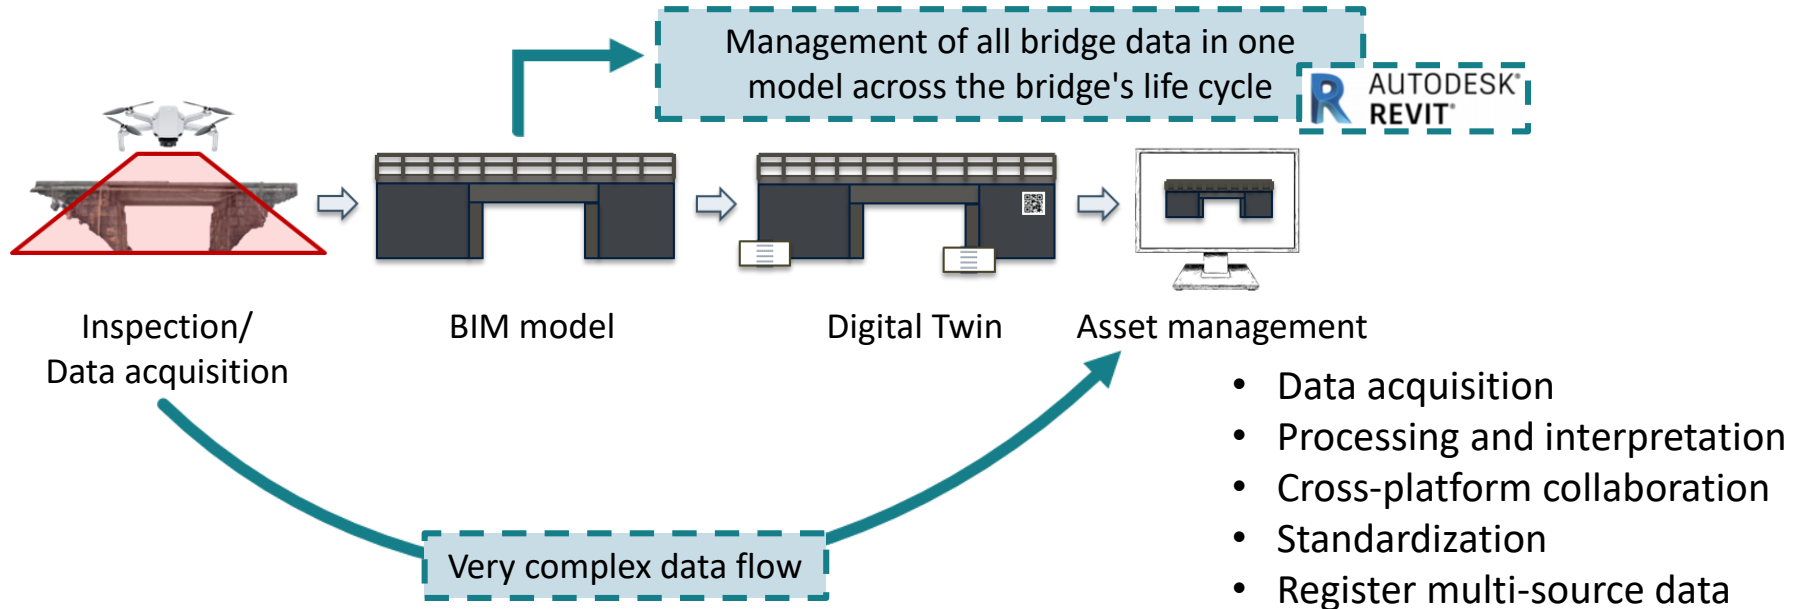 Management of all bridge data in one
model across the bridge's life cycle
R AUTODESK®
REVIT®
Inspection/
Data acquisition
BIM model
Digital Twin
Asset management
• Data acquisition
• Processing and interpretation
• Cross-platform collaboration
• Standardization
• Register multi-source data
Very complex data flow